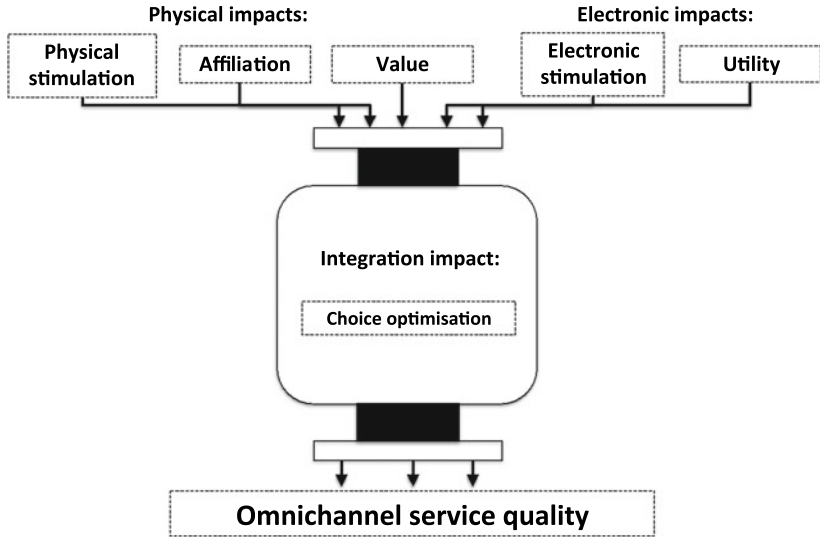 Physical impacts:
Electronic impacts:
Physical
stimulation
Affiliation
Value
Electronic
stimulation
Utility
Integration impact:
Choice optimisation
Omnichannel service quality